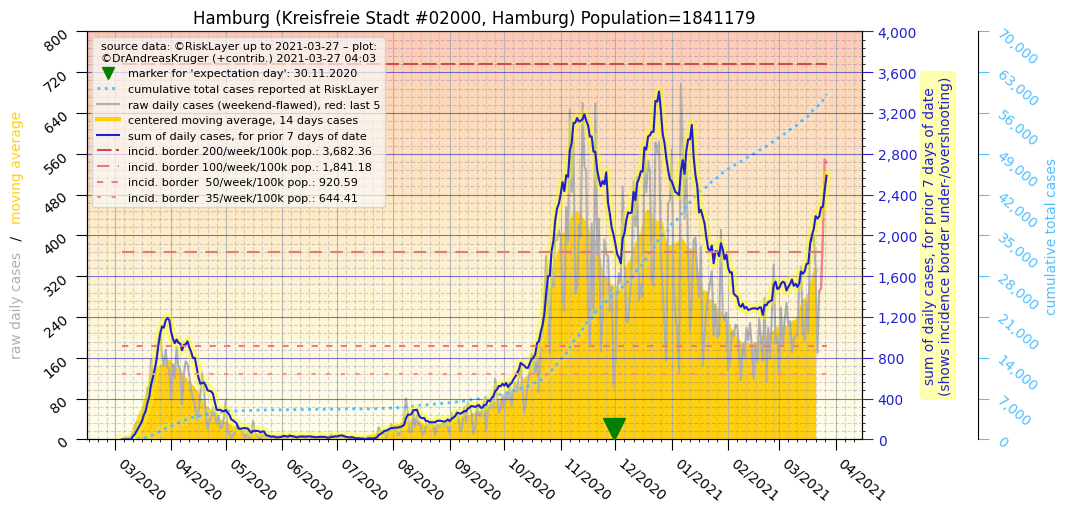 Hamburg (Kreisfreie Stadt #02000, Hamburg) Population=1841179
source data: ©RiskLayer up to 2021-03-27 – plot:
©DrAndreasKruger (+contrib.) 2021-03-27 04:03
marker for 'expectation day': 30.11.2020
cumulative total cases reported at RiskLayer
raw daily cases (weekend-flawed), red: last 5
centered moving average, 14 days cases
sum of daily cases, for prior 7 days of date
incid. border 200/week/100k pop.: 3,682.36
incid. border 100/week/100k pop.: 1,841.18
incid. border  50/week/100k pop.: 920.59
incid. border  35/week/100k pop.: 644.41
raw daily cases / moving average
800
720
640
560
480
400
320
240
160
80
0
03/2020
04/2020
05/2020
06/2020
07/2020
08/2020
09/2020
10/2020
11/2020
12/2020
01/2021
02/2021
03/2021
04/2021
4,000
3,600
3,200
2,800
2,400
2,000
1,600
1,200
800
400
0
sum of daily cases, for prior 7 days of date
(shows incidence border under-/overshooting)
70,000
63,000
56,000
49,000
42,000
35,000
28,000
21,000
14,000
7,000
0
cumulative total cases